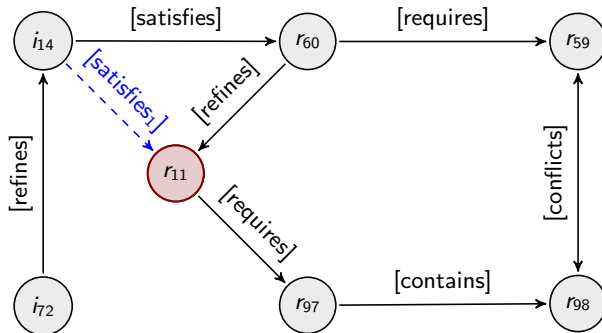 [satisfies]
[requires]
i14
r60
r59
[satisfies1]
[refines]
[refines]
r11
[conflicts]
[requires]
[contains]
i72
r97
r98